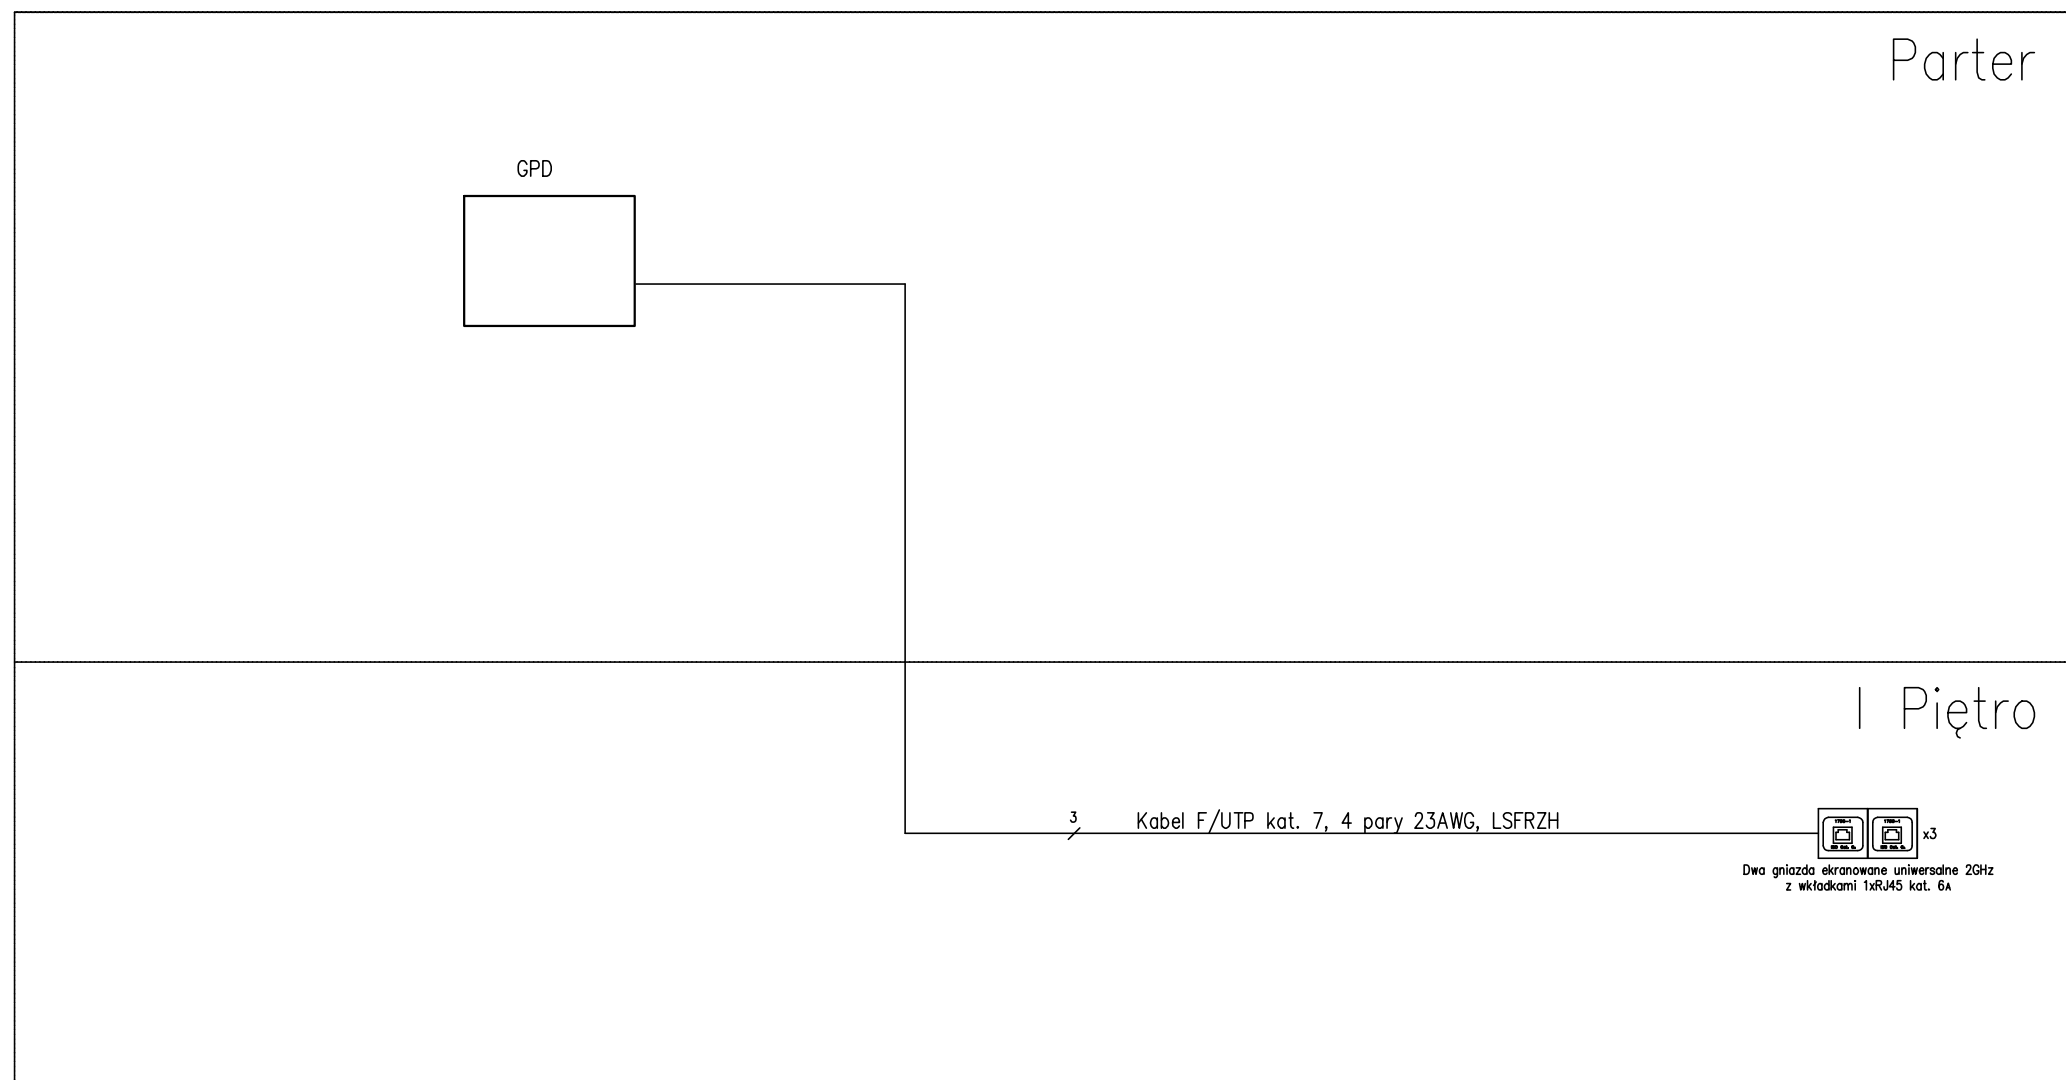 Parter
GPD
I Piętro
3
Kabel F/UTP kat. 7, 4 pary 23AWG, LSFRZH
x3
Dwa gniazda ekranowane uniwersalne 2GHz
z wkładkami 1xRJ45 kat. 6A